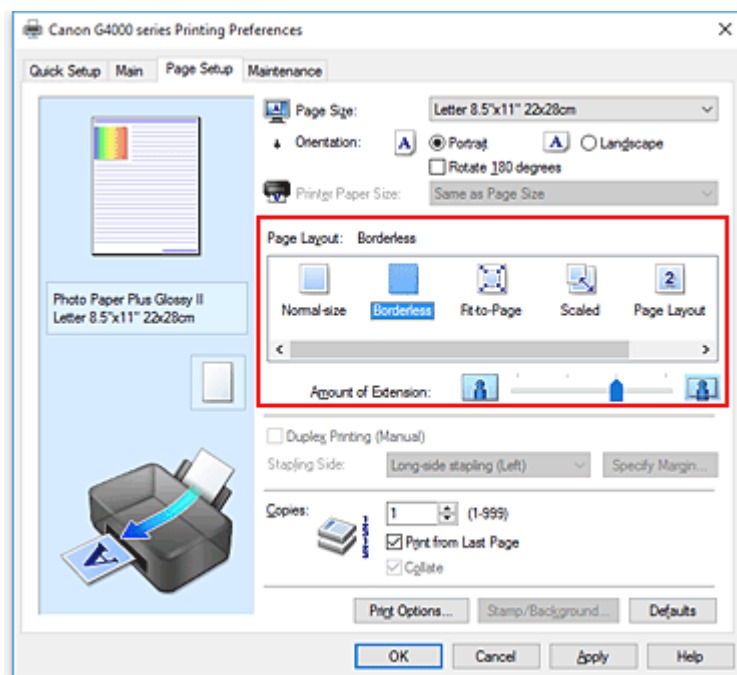 Canon G4000 series Printing Preferences
Quick Setup Main Page Setup Maintenance
Page Size: Letter 8.5"x11" 22x28cm
Orientation: A Portrait A Landscape
Rotate 180 degrees
Printer Paper Size: Same as Page Size
Page Layout: Borderless
Normal-size Borderless Fit-to-Page Scaled Page Layout
Photo Paper Plus Glossy II
Letter 8.5"x11" 22x28cm
Amount of Extension:
Duplex Printing (Manual)
Stapling Side: Long-side stapling (Left) Specify Margin...
Copies: 1 (1-999)
Print from Last Page
Collate
Print Options... Stamp/Background... Defaults
OK Cancel Apply Help